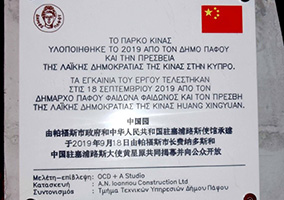 ΤΟ ΠΑΡΚΟ ΚΙΝΑΣ
ΥΛΟΠΟΙΗΘΗΚΕ ΤΟ 2019 ΑΠΟ ΤΟΝ ΔΗΜΟ ΠΑΦΟΥ
ΚΑΙ ΤΗΝ ΠΡΕΣΒΕΙΑ
ΤΗΣ ΛΑΪΚΗΣ ΔΗΜΟΚΡΑΤΙΑΣ ΤΗΣ ΚΙΝΑΣ ΣΤΗΝ ΚΥΠΡΟ.
ΤΑ ΕΓΚΑΙΝΙΑ ΤΟΥ ΕΡΓΟΥ ΤΕΛΕΣΤΗΚΑΝ
ΣΤΙΣ 18 ΣΕΠΤΕΜΒΡΙΟΥ 2019 ΑΠΟ ΤΟΝ
ΔΗΜΑΡΧΟ ΠΑΦΟΥ ΦΑΙΔΩΝΑ ΦΑΙΔΩΝΟΣ ΚΑΙ ΤΟΝ ΠΡΕΣΒΗ
ΤΗΣ ΛΑΪΚΗΣ ΔΗΜΟΚΡΑΤΙΑΣ ΤΗΣ ΚΙΝΑΣ HUANG XINGYUAN.
中国园
由帕福斯市政府和中华人民共和国驻塞浦路斯使馆承建
于2019年9月18日由帕福斯市长费纳多斯和
中国驻塞浦路斯大使黄星原共同揭幕并向公众开放
Μελέτη-επίβλεψη: OCD + A Studio
Κατασκευή : A.N. Ioannou Construction Ltd
Συντονισμός : Τμήμα Τεχνικών Υπηρεσιών Δήμου Πάφου